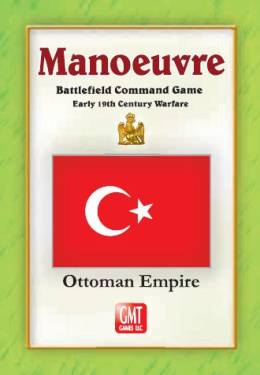 Manoeuvre
Battlefield Command Game
Early 19th Century Warfare
Ottoman Empire
GMT
GAMES LLC